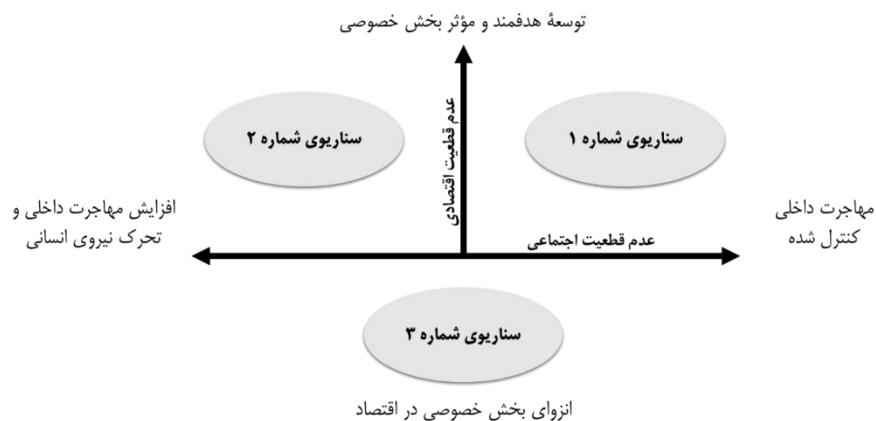 توسعهٔ هدفمند و مؤثر بخش خصوصی
عدم قطعیت اقتصادی
سناریوی شماره ۱
سناریوی شماره ۲
مهاجرت داخلی
کنترل شده
افزایش مهاجرت داخلی و
تحرک نیروی انسانی
عدم قطعیت اجتماعی
سناریوی شماره ۳
انزوای بخش خصوصی در اقتصاد